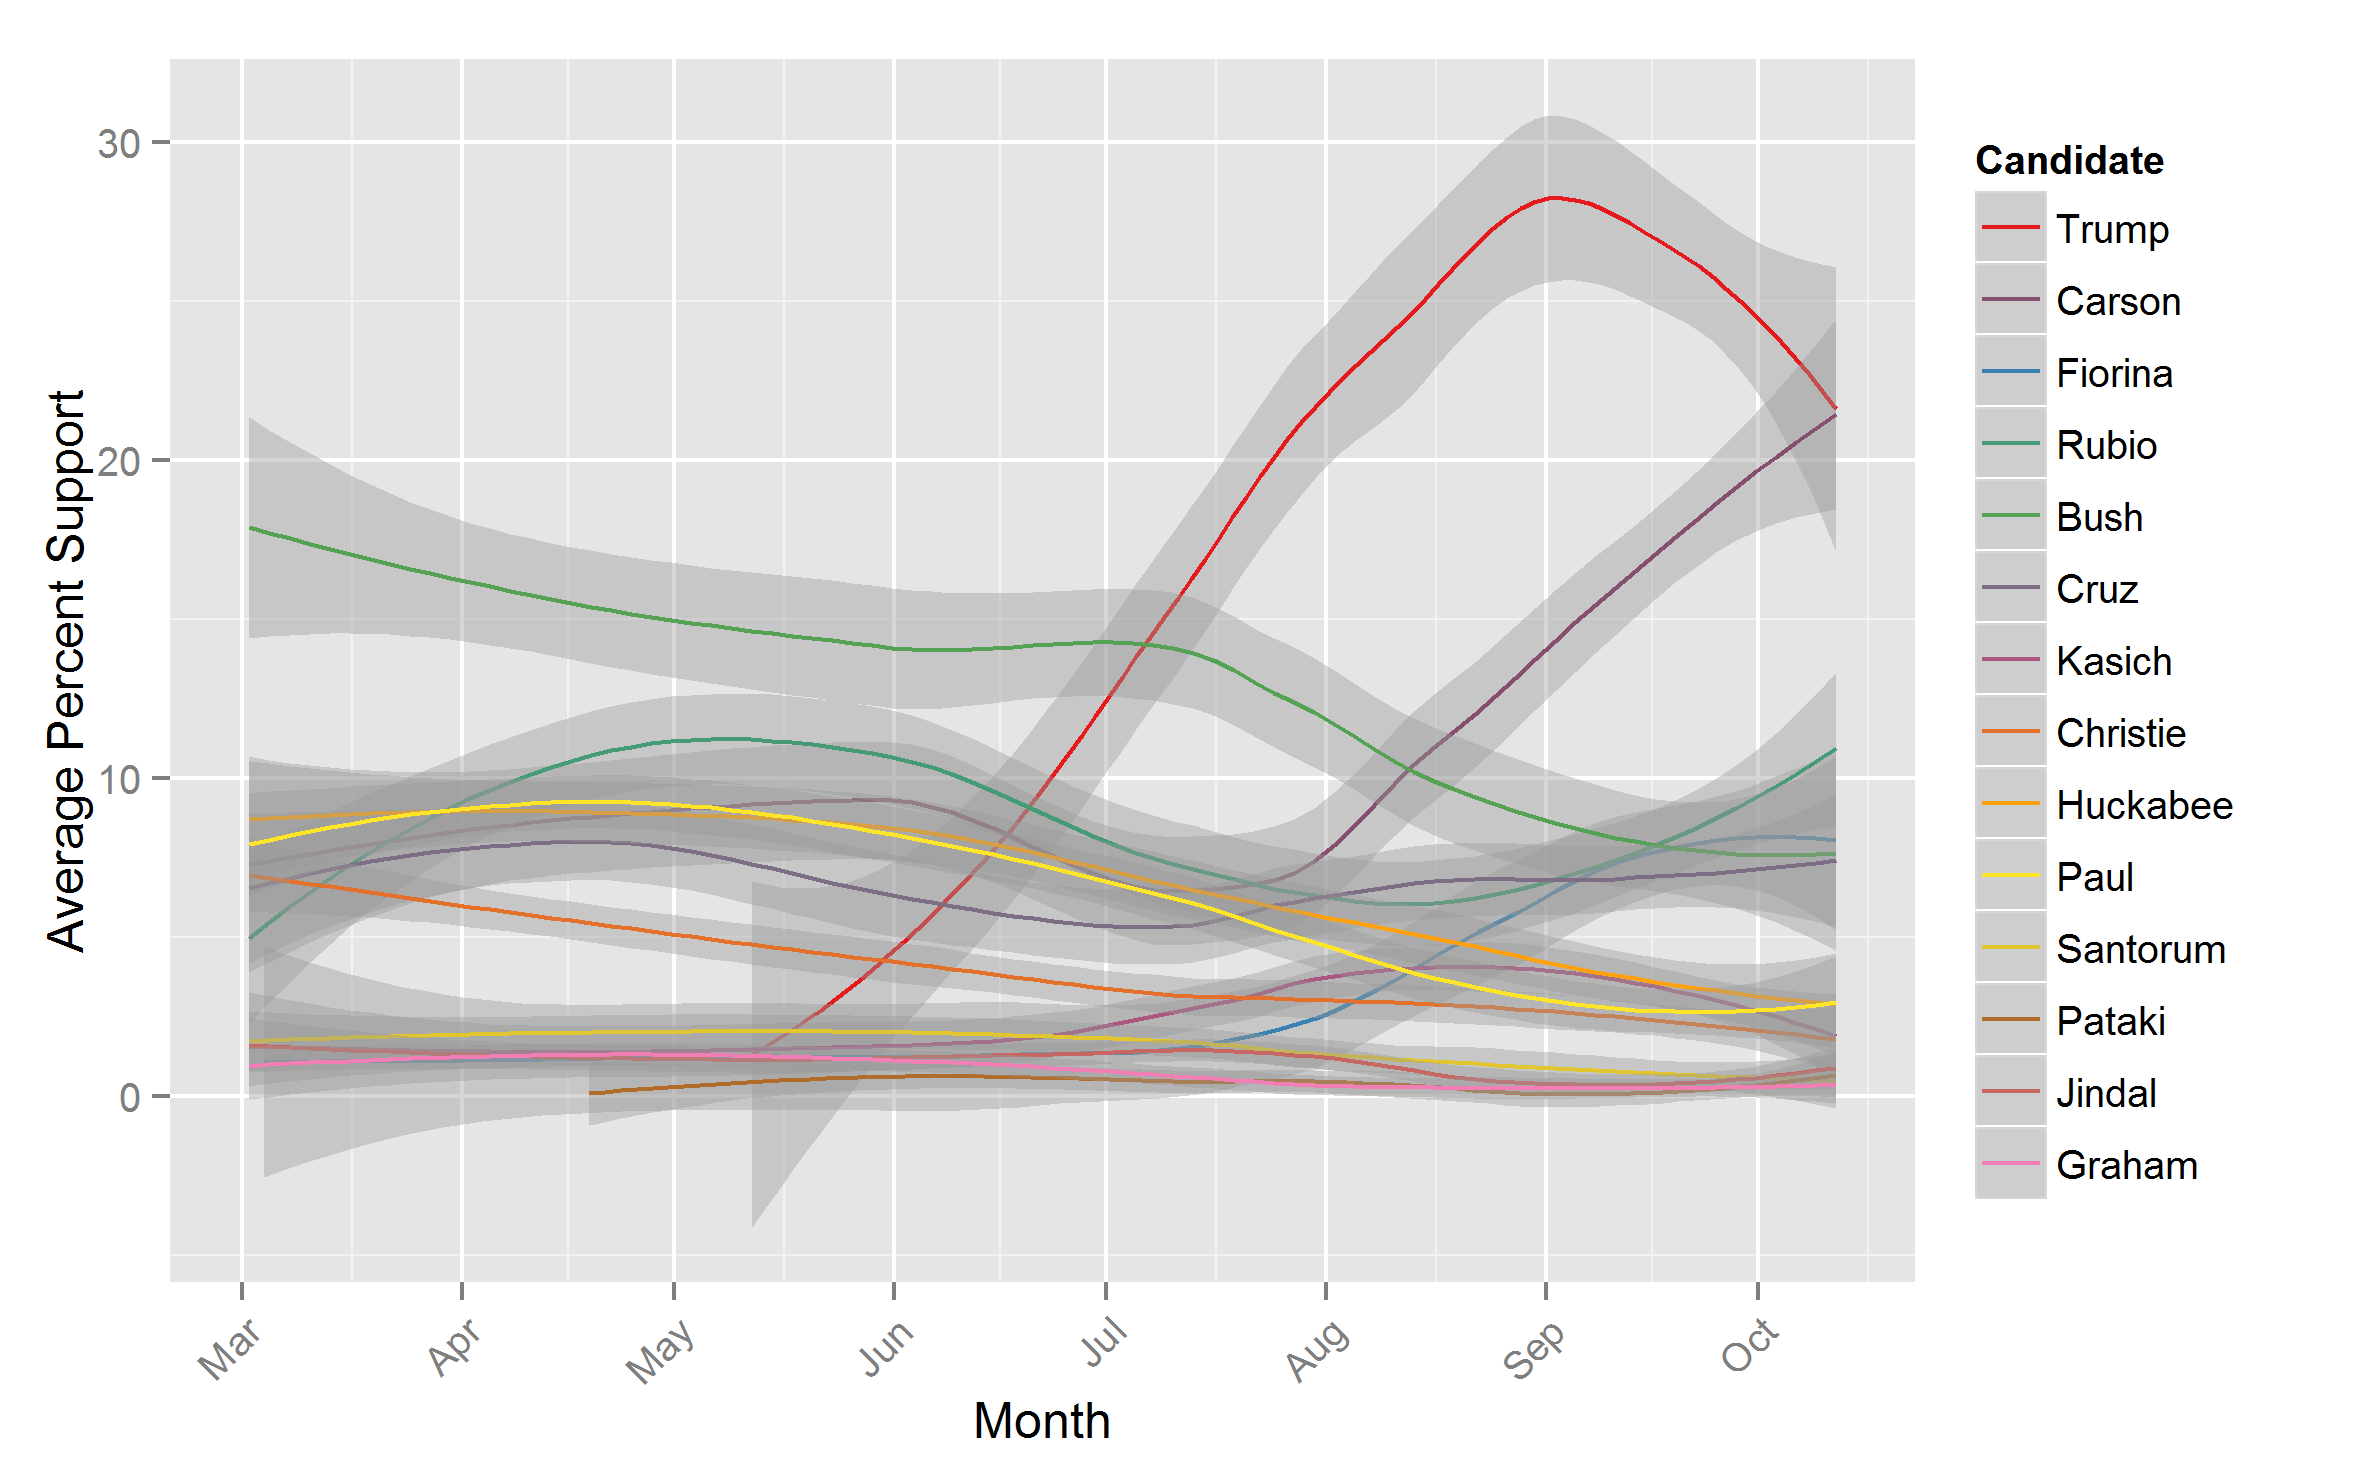 Average Percent Support
30
20
10
0
Mar
Apr
May
Jun
Jul
Aug
Sep
Oct
Month
Candidate
Trump
Carson
Fiorina
Rubio
Bush
Cruz
Kasich
Christie
Huckabee
Paul
Santorum
Pataki
Jindal
Graham